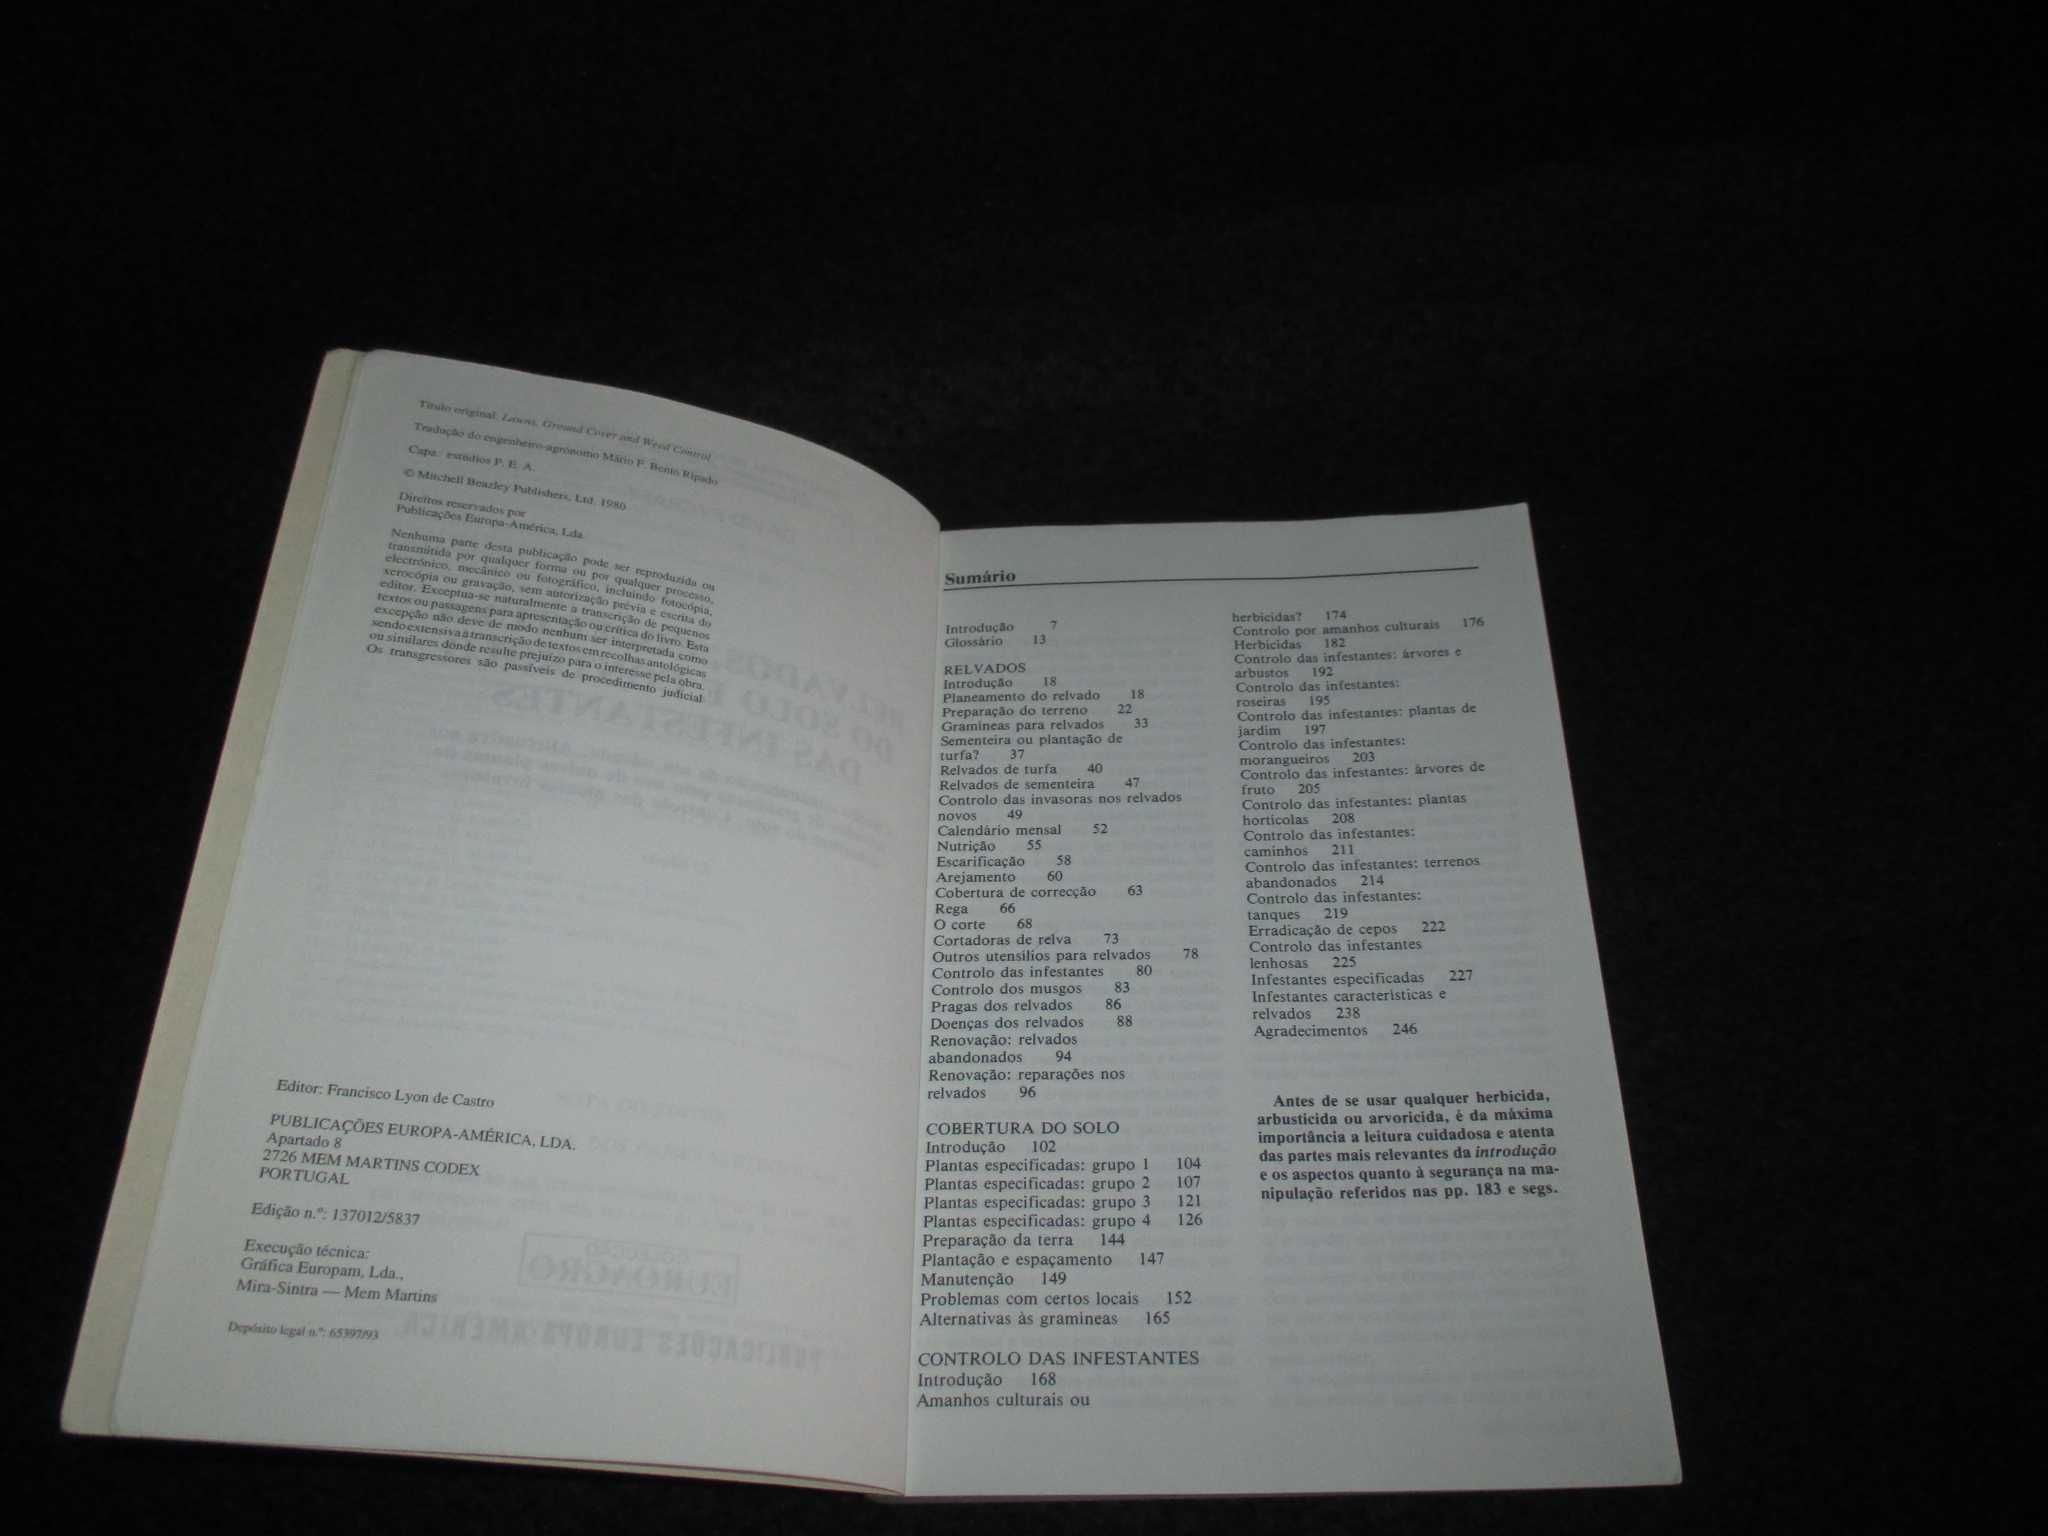 Título original: Lawns, Ground Cover and Weed Control
Tradução do engenheiro-agrónomo Mário F. Bento Ripado
Capa: estúdios P. E. A.
© Mitchell Beazley Publishers, Ltd. 1980
Direitos reservados por
Publicações Europa-América, Lda.
Nenhuma parte desta publicação pode ser reproduzida ou
transmitida por qualquer forma ou por qualquer processo,
electrónico, mecânico ou fotográfico, incluindo fotocópia,
xerocópia ou gravação, sem autorização prévia e escrita do
editor. Exceptua-se naturalmente a transcrição de pequenos
textos ou passagens para apresentação ou crítica do livro. Esta
excepção não deve de modo nenhum ser interpretada como
sendo extensiva à transcrição de textos em recolhas antológicas
ou similares donde resulte prejuízo para o interesse pela obra.
Os transgressores são passíveis de procedimento judicial
Editor: Francisco Lyon de Castro
PUBLICAÇÕES EUROPA-AMÉRICA, LDA.
Apartado 8
2726 MEM MARTINS CODEX
PORTUGAL
Edição n.º: 137012/5837
Execução técnica:
Gráfica Europam, Lda.,
Mira-Sintra — Mem Martins
Depósito legal n.º: 65397/93
Sumário
Introdução 7
Glossário 13
RELVADOS
Introdução 18
Planeamento do relvado 18
Preparação do terreno 22
Gramíneas para relvados 33
Sementeira ou plantação de
turfa? 37
Relvados de turfa 40
Relvados de sementeira 47
Controlo das invasoras nos relvados
novos 49
Calendário mensal 52
Nutrição 55
Escarificação 58
Arejamento 60
Cobertura de correcção 63
Rega 66
O corte 68
Cortadoras de relva 73
Outros utensílios para relvados 78
Controlo das infestantes 80
Controlo dos musgos 83
Pragas dos relvados 86
Doenças dos relvados 88
Renovação: relvados
abandonados 94
Renovação: reparações nos
relvados 96
COBERTURA DO SOLO
Introdução 102
Plantas especificadas: grupo 1 104
Plantas especificadas: grupo 2 107
Plantas especificadas: grupo 3 121
Plantas especificadas: grupo 4 126
Preparação da terra 144
Plantação e espaçamento 147
Manutenção 149
Problemas com certos locais 152
Alternativas às gramíneas 165
CONTROLO DAS INFESTANTES
Introdução 168
Amanhos culturais ou
herbicidas? 174
Controlo por amanhos culturais 176
Herbicidas 182
Controlo das infestantes: árvores e
arbustos 192
Controlo das infestantes:
roseiras 195
Controlo das infestantes: plantas de
jardim 197
Controlo das infestantes:
morangueiros 203
Controlo das infestantes: árvores de
fruto 205
Controlo das infestantes: plantas
hortícolas 208
Controlo das infestantes:
caminhos 211
Controlo das infestantes: terrenos
abandonados 214
Controlo das infestantes:
tanques 219
Erradicação de cepos 222
Controlo das infestantes
lenhosas 225
Infestantes especificadas 227
Infestantes características e
relvados 238
Agradecimentos 246
Antes de se usar qualquer herbicida,
arbusticida ou arvoricida, é da máxima
importância a leitura cuidadosa e atenta
das partes mais relevantes da introdução
e os aspectos quanto à segurança na ma-
nipulação referidos nas pp. 183 e segs.